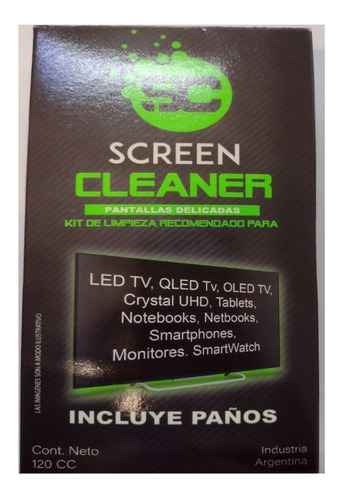 SC
SCREEN
CLEANER
PANTALLAS DELICADAS
KIT DE LIMPIEZA RECOMENDADO PARA
LED TV, QLED Tv, OLED TV,
Crystal UHD, Tablets,
Notebooks, Netbooks,
Smartphones,
Monitores. SmartWatch
LAS IMAGENES SON A MODO ILUSTRATIVO
INCLUYE PAÑOS
Cont. Neto
120 CC
Industria
Argentina